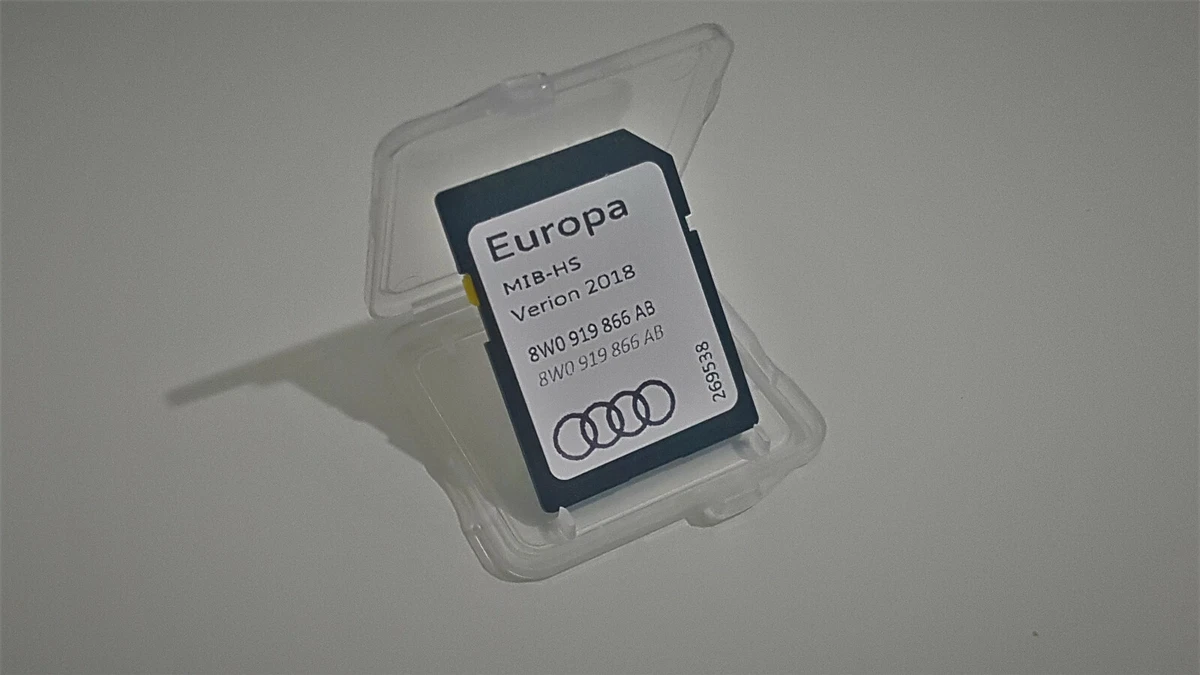 Europa
MIB-HS
Verion 2018
8W0 919 866 AB
8W0 919 866 AB
269538